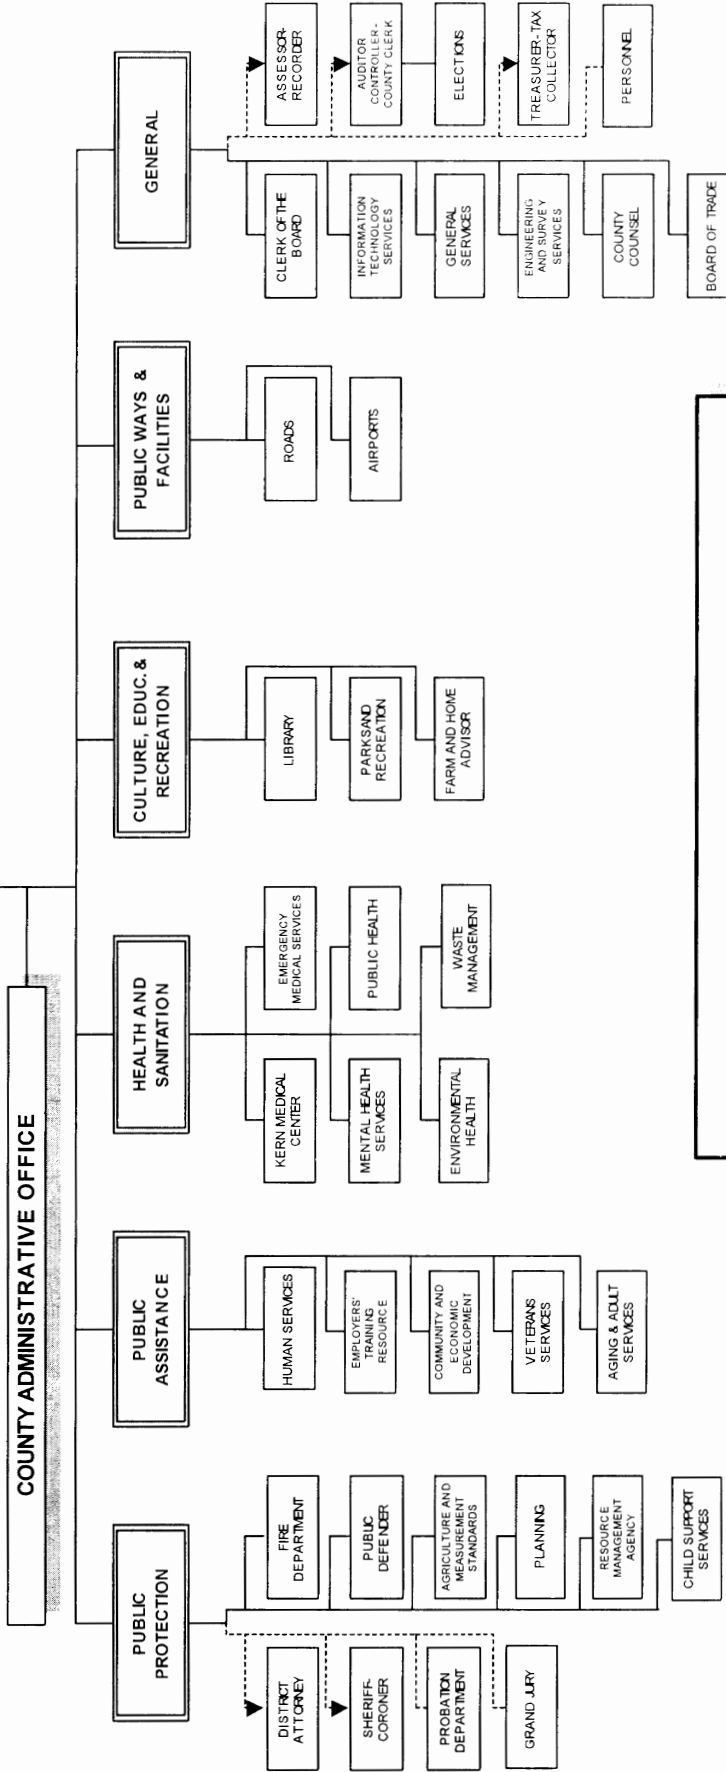 COUNTY ADMINISTRATIVE OFFICE
PUBLIC
PROTECTION
DISTRICT
ATTORNEY
SHERIFF-
CORONER
PROBATION
DEPARTMENT
GRAND JURY
FIRE
DEPARTMENT
PUBLIC
DEFENDER
AGRICULTURE AND
MEASUREMENT
STANDARDS
PLANNING
RESOURCE
MANAGEMENT
AGENCY
CHILD SUPPORT
SERVICES
PUBLIC
ASSISTANCE
HUMAN SERVICES
EMPLOYERS'
TRAINING
RESOURCE
COMMUNITY AND
ECONOMIC
DEVELOPMENT
VETERANS
SERVICES
AGING & ADULT
SERVICES
HEALTH AND
SANITATION
KERN MEDICAL
CENTER
MENTAL HEALTH
SERVICES
ENVIRONMENTAL
HEALTH
EMERGENCY
MEDICAL SERVICES
PUBLIC HEALTH
WASTE
MANAGEMENT
CULTURE, EDUC. &
RECREATION
LIBRARY
PARKS AND
RECREATION
FARM AND HOME
ADVISOR
PUBLIC WAYS &
FACILITIES
ROADS
AIRPORTS
GENERAL
CLERK OF THE
BOARD
INFORMATION
TECHNOLOGY
SERVICES
GENERAL
SERVICES
ENGINEERING
AND SURVEY
SERVICES
COUNTY
COUNSEL
BOARD OF TRADE
ASSESSOR-
RECORDER
AUDITOR
CONTROLLER-
COUNTY CLERK
ELECTIONS
TREASURER-TAX
COLLECTOR
PERSONNEL